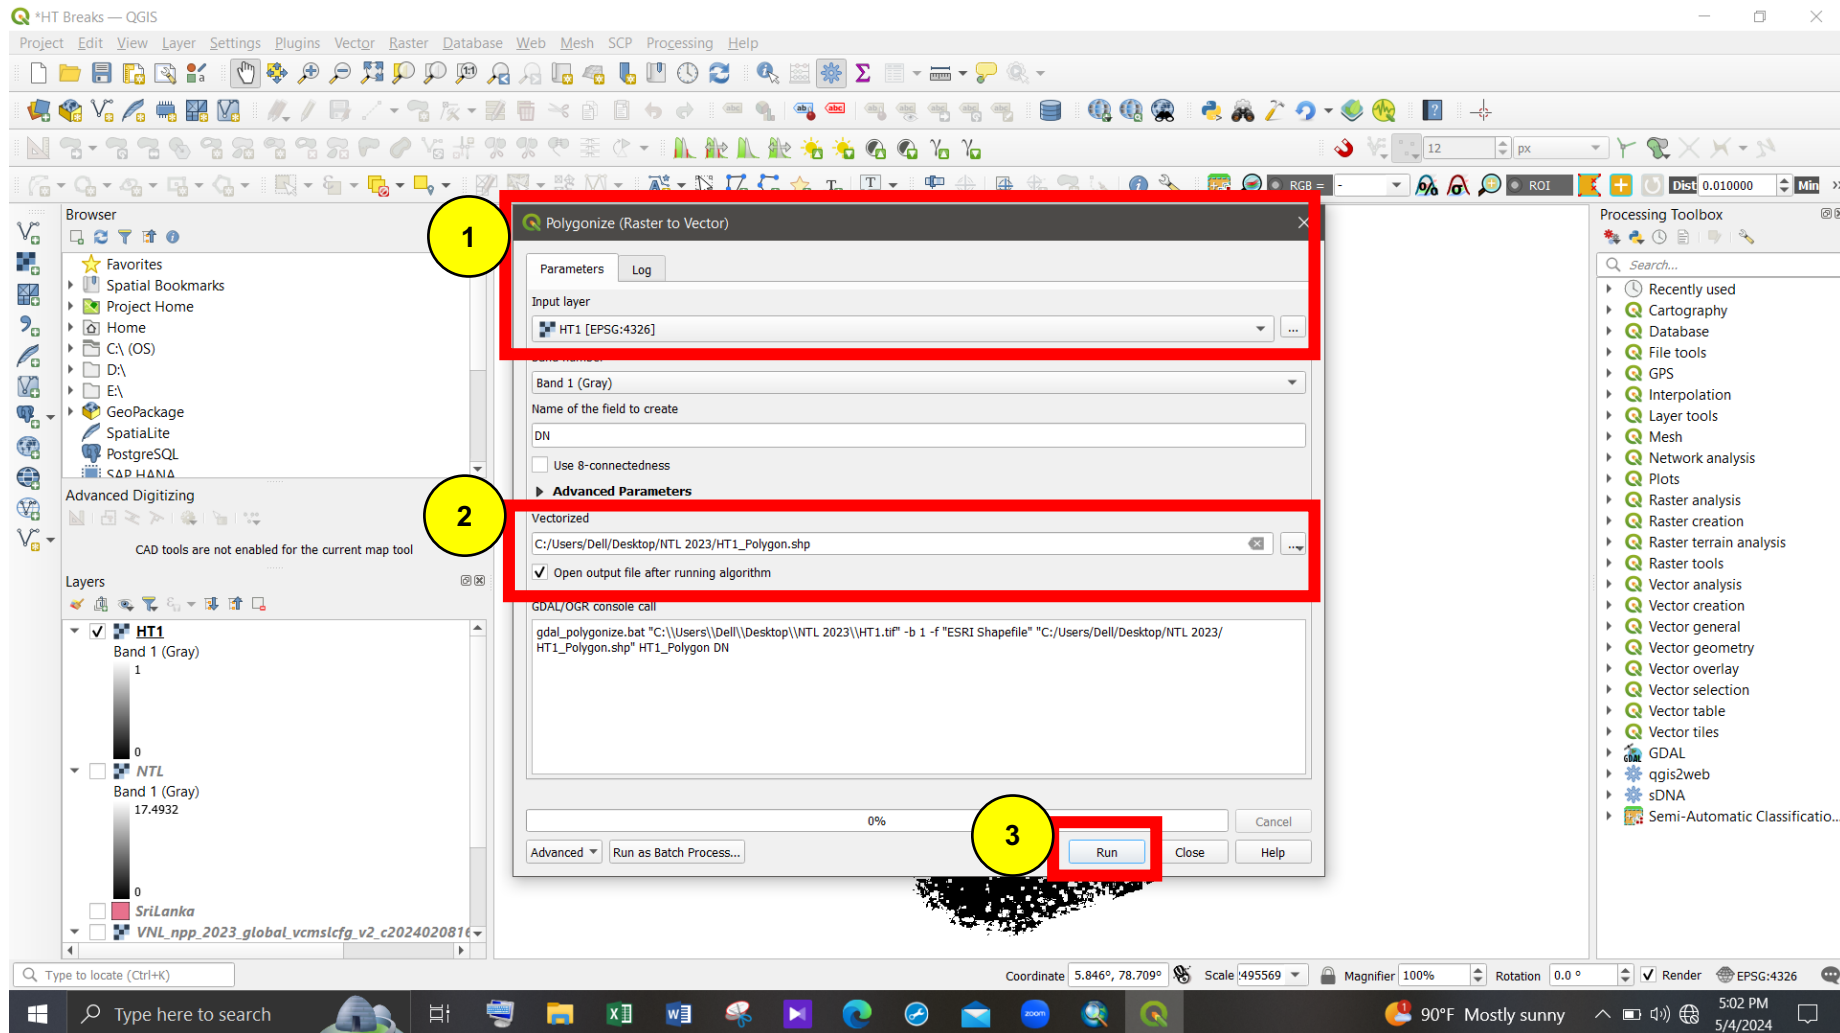 *HT Breaks — QGIS
Project Edit View Layer Settings Plugins Vector Raster Database Web Mesh SCP Processing Help
12 px
RGB = - ROI Dist 0.010000 Min
Browser
Favorites
Spatial Bookmarks
Project Home
Home
C:\ (OS)
D:\
E:\
GeoPackage
SpatiaLite
PostgreSQL
SAP HANA
Advanced Digitizing
CAD tools are not enabled for the current map tool
Layers
HT1
Band 1 (Gray)
1
0
NTL
Band 1 (Gray)
17.4932
0
SriLanka
VNL_npp_2023_global_vcmslcfg_v2_c202402081
1
Polygonize (Raster to Vector)
Parameters Log
Input layer
HT1 [EPSG:4326]
...
Band number
Band 1 (Gray)
Name of the field to create
DN
Use 8-connectedness
Advanced Parameters
2
Vectorized
C:/Users/Dell/Desktop/NTL 2023/HT1_Polygon.shp
...
Open output file after running algorithm
GDAL/OGR console call
gdal_polygonize.bat "C:\\Users\\Dell\\Desktop\\NTL 2023\\HT1.tif" -b 1 -f "ESRI Shapefile" "C:/Users/Dell/Desktop/NTL 2023/
HT1_Polygon.shp" HT1_Polygon DN
0% Cancel
3
Advanced Run as Batch Process... Run Close Help
Processing Toolbox
Search...
Recently used
Cartography
Database
File tools
GPS
Interpolation
Layer tools
Mesh
Network analysis
Plots
Raster analysis
Raster creation
Raster terrain analysis
Raster tools
Vector analysis
Vector creation
Vector general
Vector geometry
Vector overlay
Vector selection
Vector table
Vector tiles
GDAL
qgis2web
sDNA
Semi-Automatic Classificatio...
Type to locate (Ctrl+K) Coordinate 5.846°, 78.709° Scale 495569 Magnifier 100% Rotation 0.0 ° Render EPSG:4326
Type here to search 90°F Mostly sunny 5:02 PM
5/4/2024